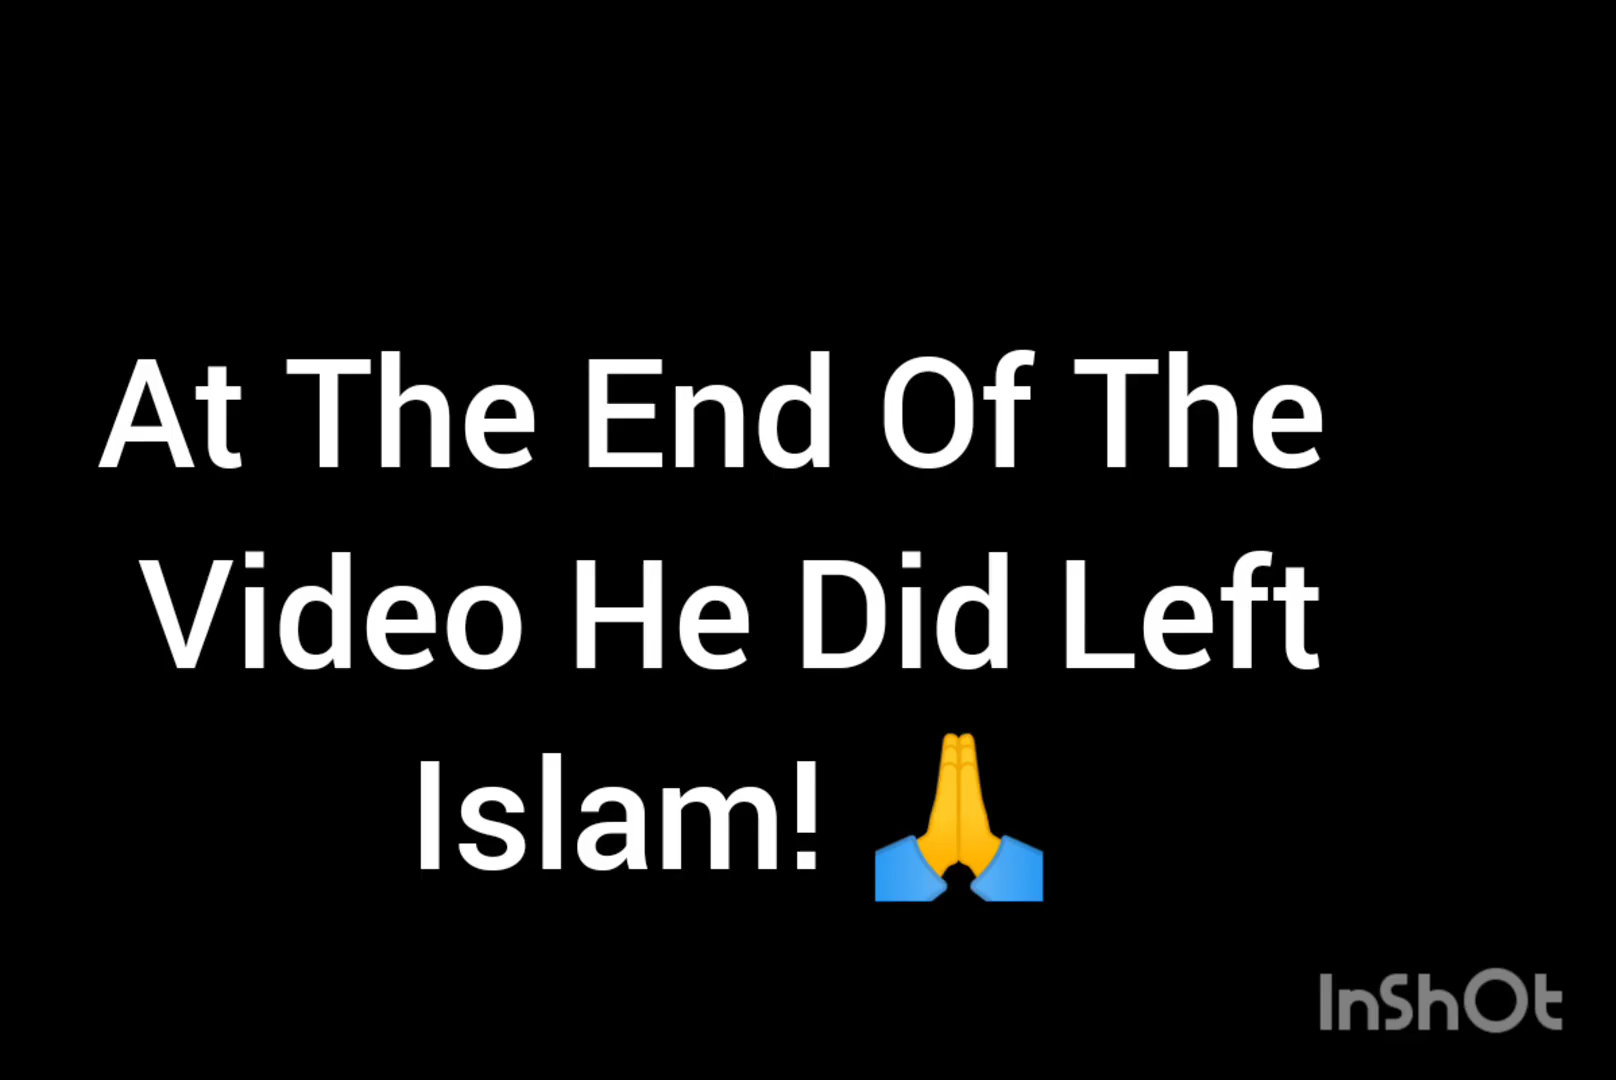 At The End Of The
Video He Did Left
Islam! 🙏
InShOt